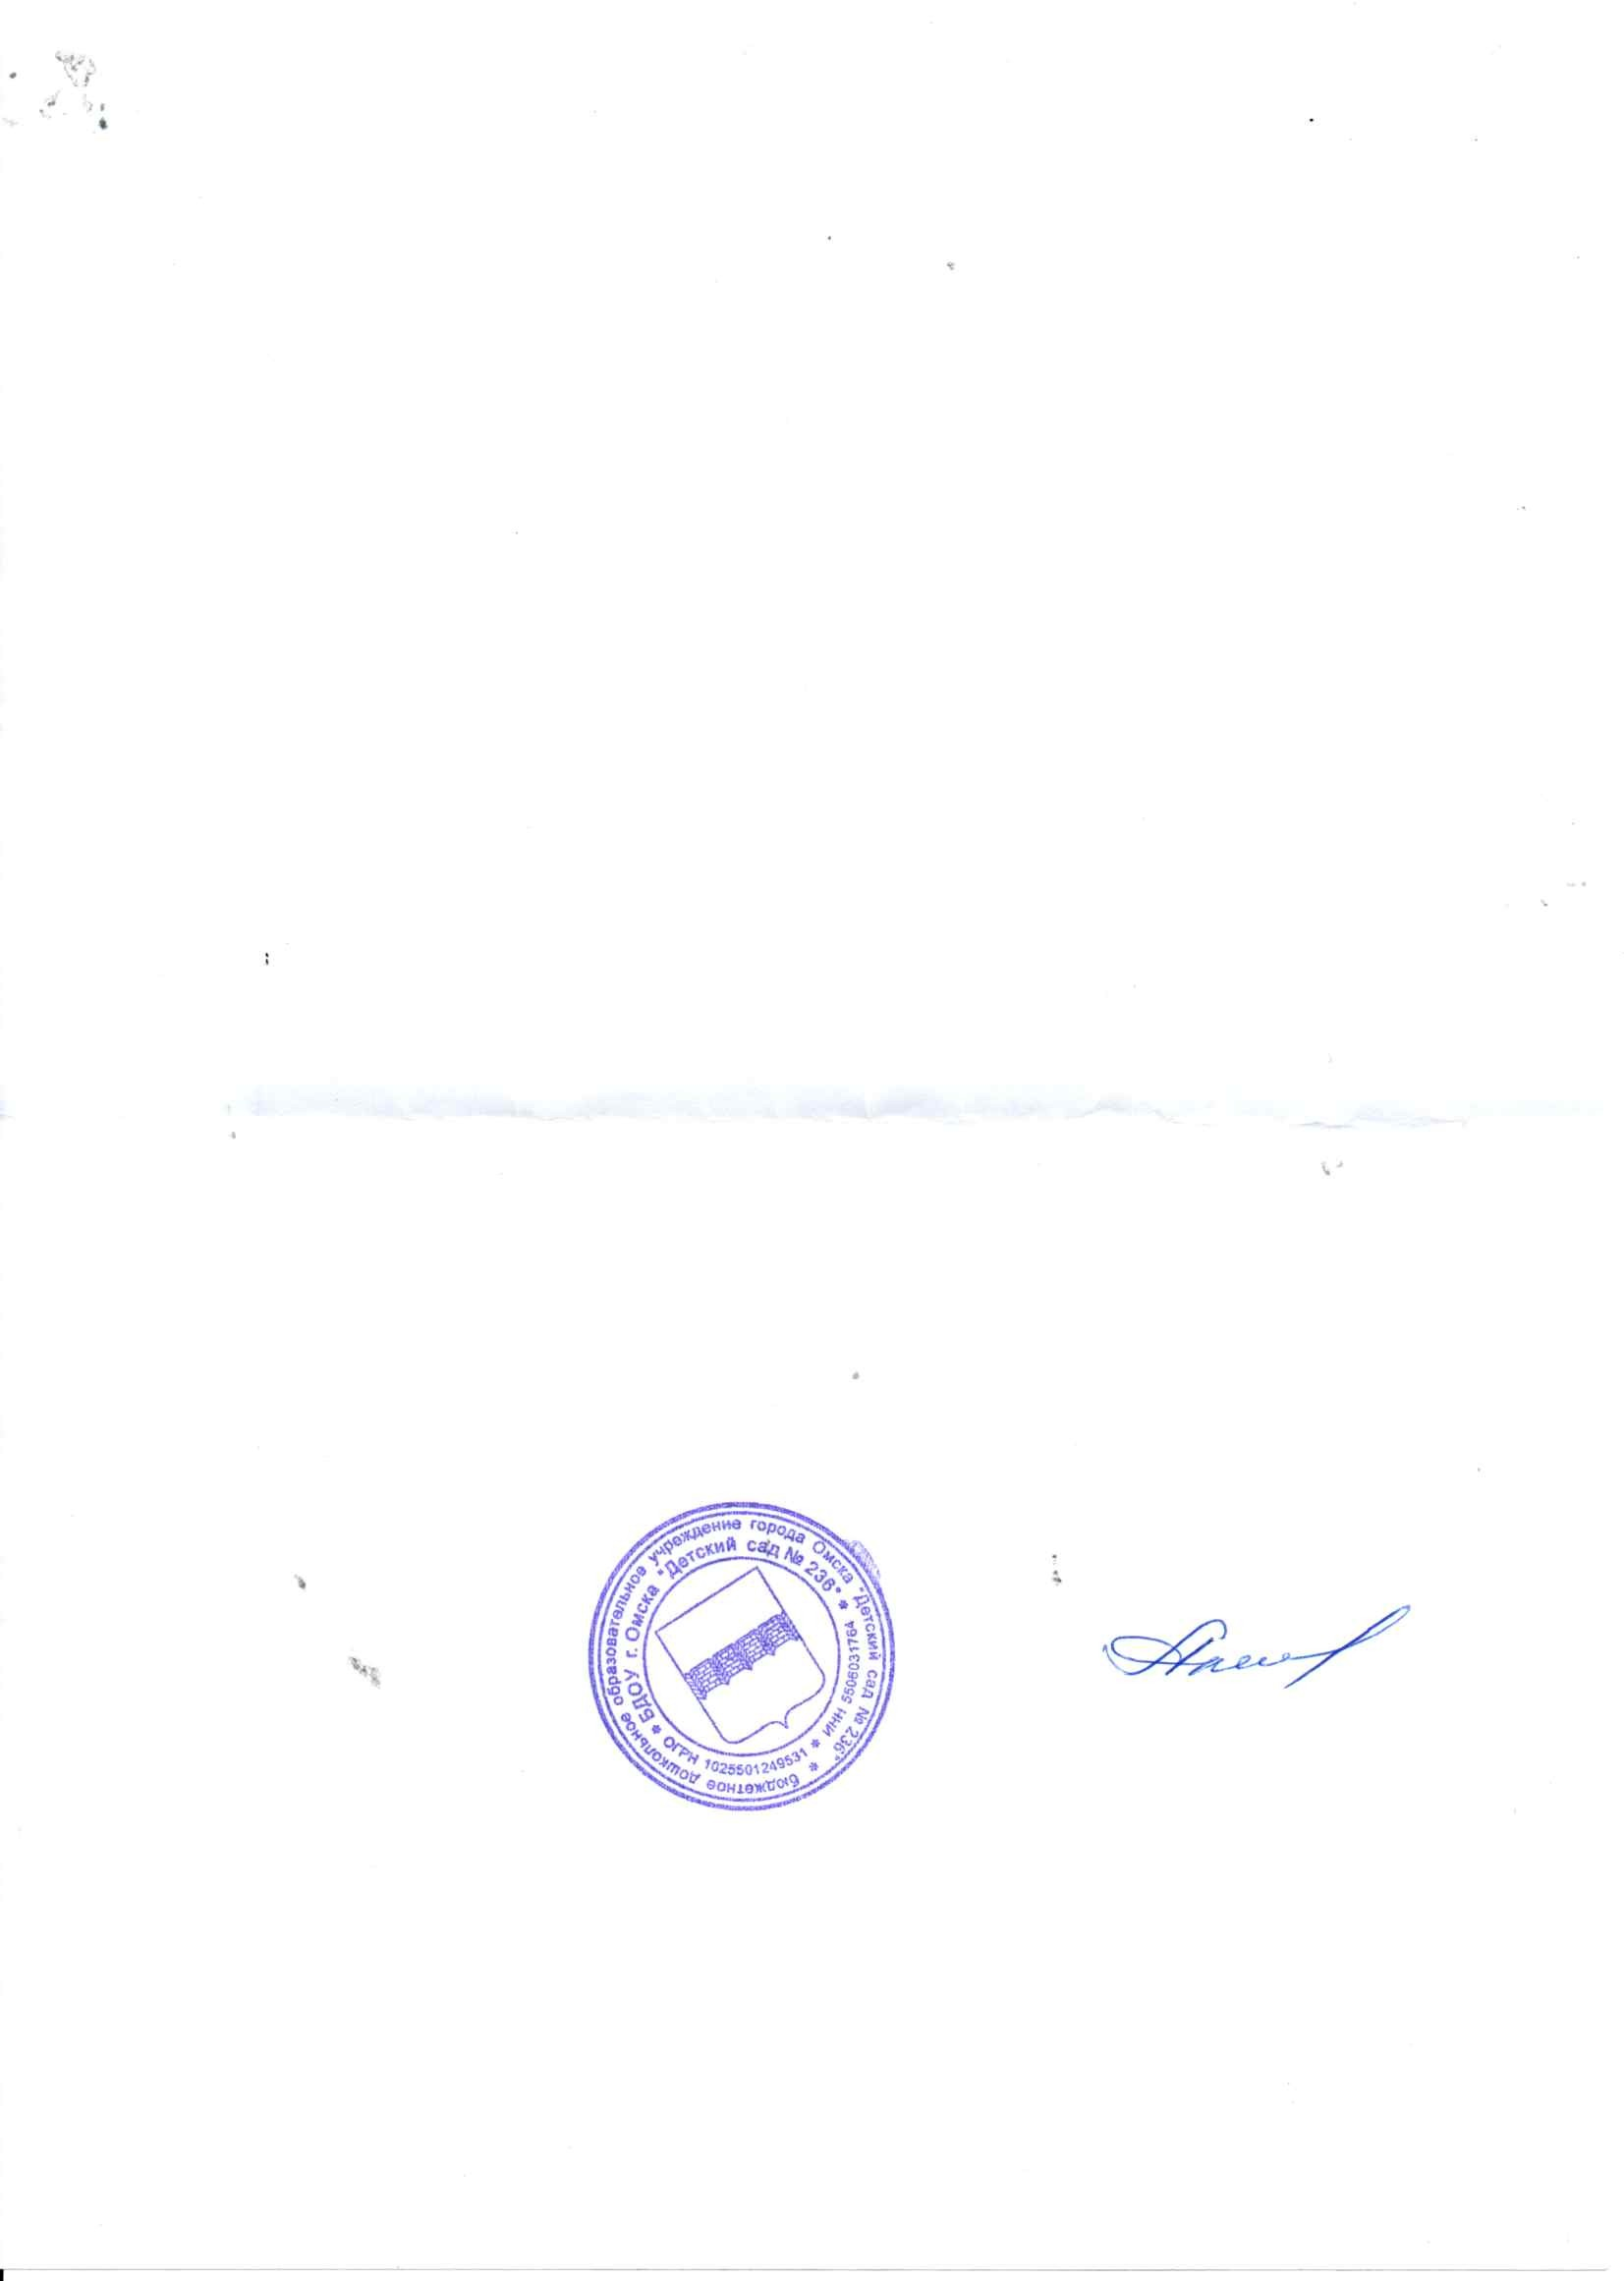 бюджетное дошкольное образовательное учреждение города Омска "Детский сад № 236" *
БДОУ г. Омска "Детский сад № 236" *
ИНН 5506031764 *
ОГРН 1025501249531 *